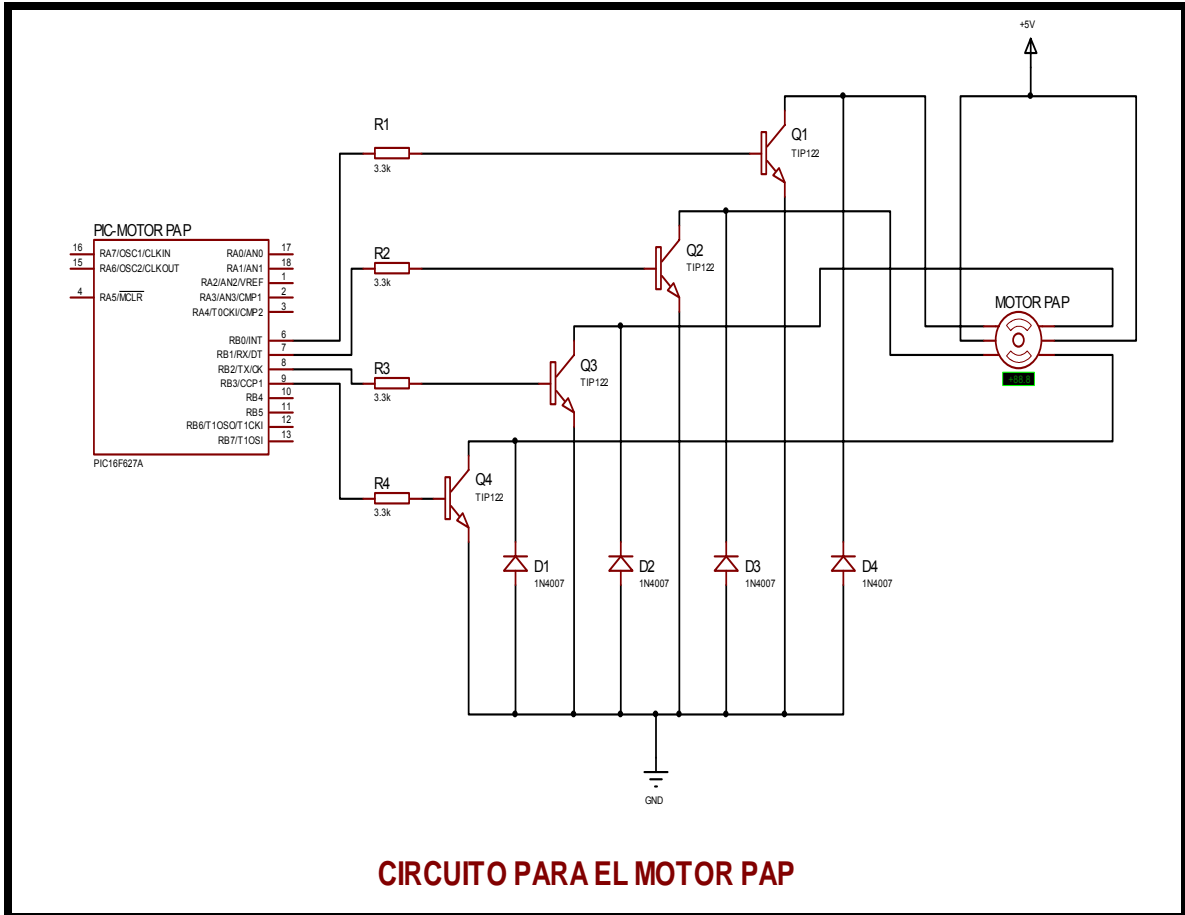 +5V
R1
3.3k
Q1
TIP122
PIC-MOTOR PAP
16 RA7/OSC1/CLKIN RA0/AN0 17
15 RA6/OSC2/CLKOUT RA1/AN1 18
RA2/AN2/VREF 1
4 RA5/MCLR RA3/AN3/CMP1 2
RA4/T0CKI/CMP2 3
RB0/INT 6
RB1/RX/DT 7
RB2/TX/CK 8
RB3/CCP1 9
RB4 10
RB5 11
RB6/T1OSO/T1CKI 12
RB7/T1OSI 13
PIC16F627A
R2
3.3k
Q2
TIP122
MOTOR PAP
+88.8
R3
3.3k
Q3
TIP122
R4
3.3k
Q4
TIP122
D1
1N4007
D2
1N4007
D3
1N4007
D4
1N4007
GND
CIRCUITO PARA EL MOTOR PAP